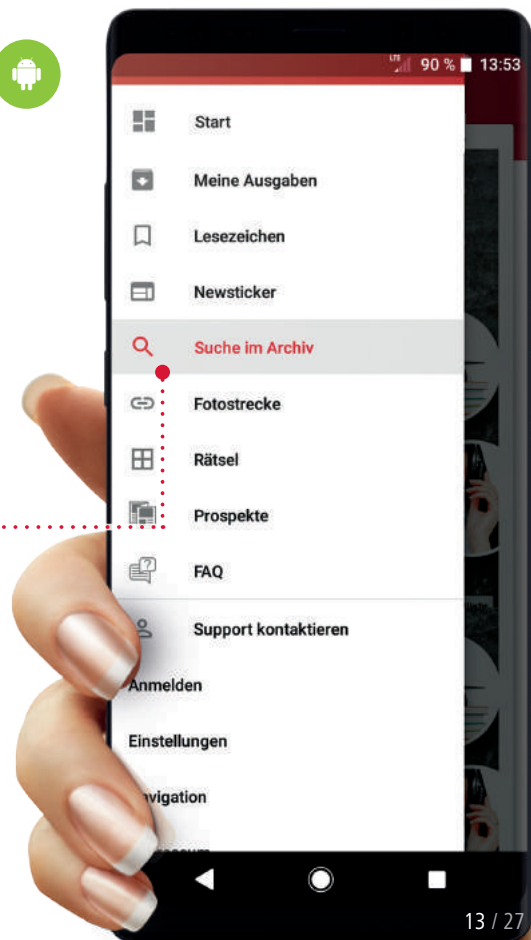 LTE 90 % 13:53
Start
Meine Ausgaben
Lesezeichen
Newsticker
Suche im Archiv
Fotostrecke
Rätsel
Prospekte
FAQ
Support kontaktieren
Anmelden
Einstellungen
13 / 27